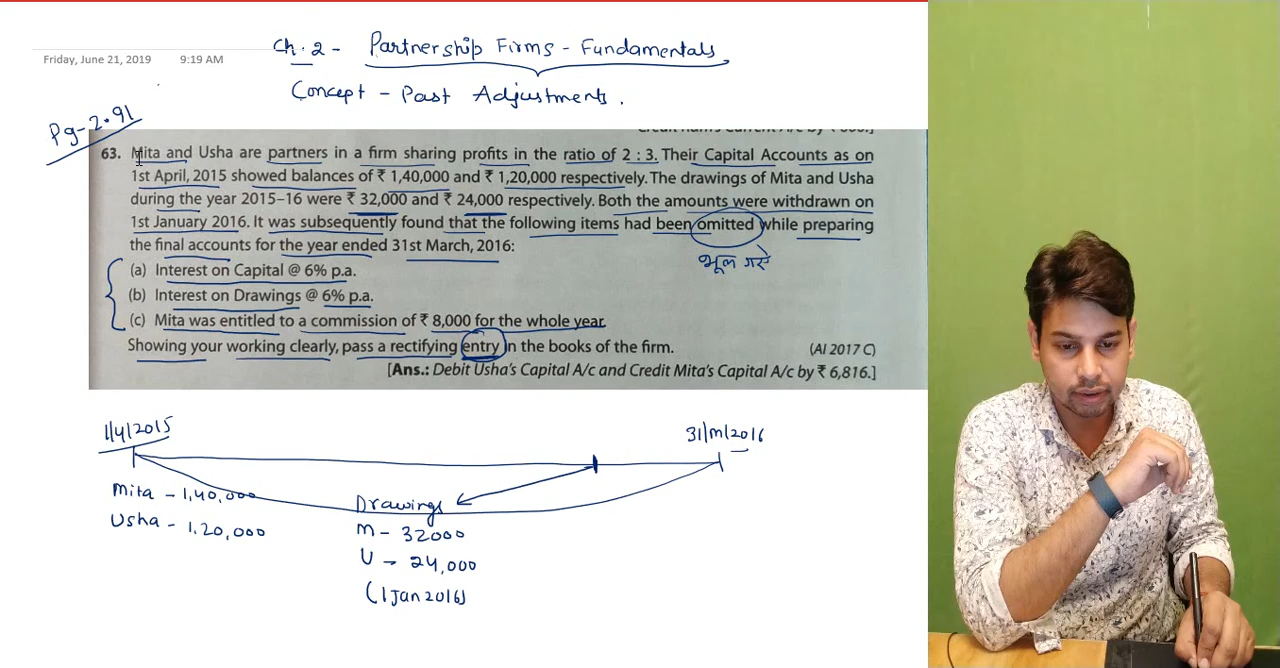 Ch. 2 - Partnership Firms - Fundamentals
Friday, June 21, 2019 9:19 AM
Concept - Past Adjustments.
Pg-2.91
63. Mita and Usha are partners in a firm sharing profits in the ratio of 2 : 3. Their Capital Accounts as on
1st April, 2015 showed balances of ₹ 1,40,000 and ₹ 1,20,000 respectively. The drawings of Mita and Usha
during the year 2015–16 were ₹ 32,000 and ₹ 24,000 respectively. Both the amounts were withdrawn on
1st January 2016. It was subsequently found that the following items had been omitted while preparing
the final accounts for the year ended 31st March, 2016:
भूल गए
(a) Interest on Capital @ 6% p.a.
(b) Interest on Drawings @ 6% p.a.
(c) Mita was entitled to a commission of ₹ 8,000 for the whole year.
Showing your working clearly, pass a rectifying entry in the books of the firm. (AI 2017 C)
[Ans.: Debit Usha's Capital A/c and Credit Mita's Capital A/c by ₹ 6,816.]
1/4/2015 31/m/2016
Mita - 1,40,000
Usha - 1,20,000
Drawings
M - 32000
U - 24,000
(1 Jan 2016)